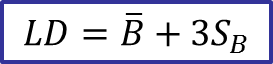 LD = B̅ + 3S_B